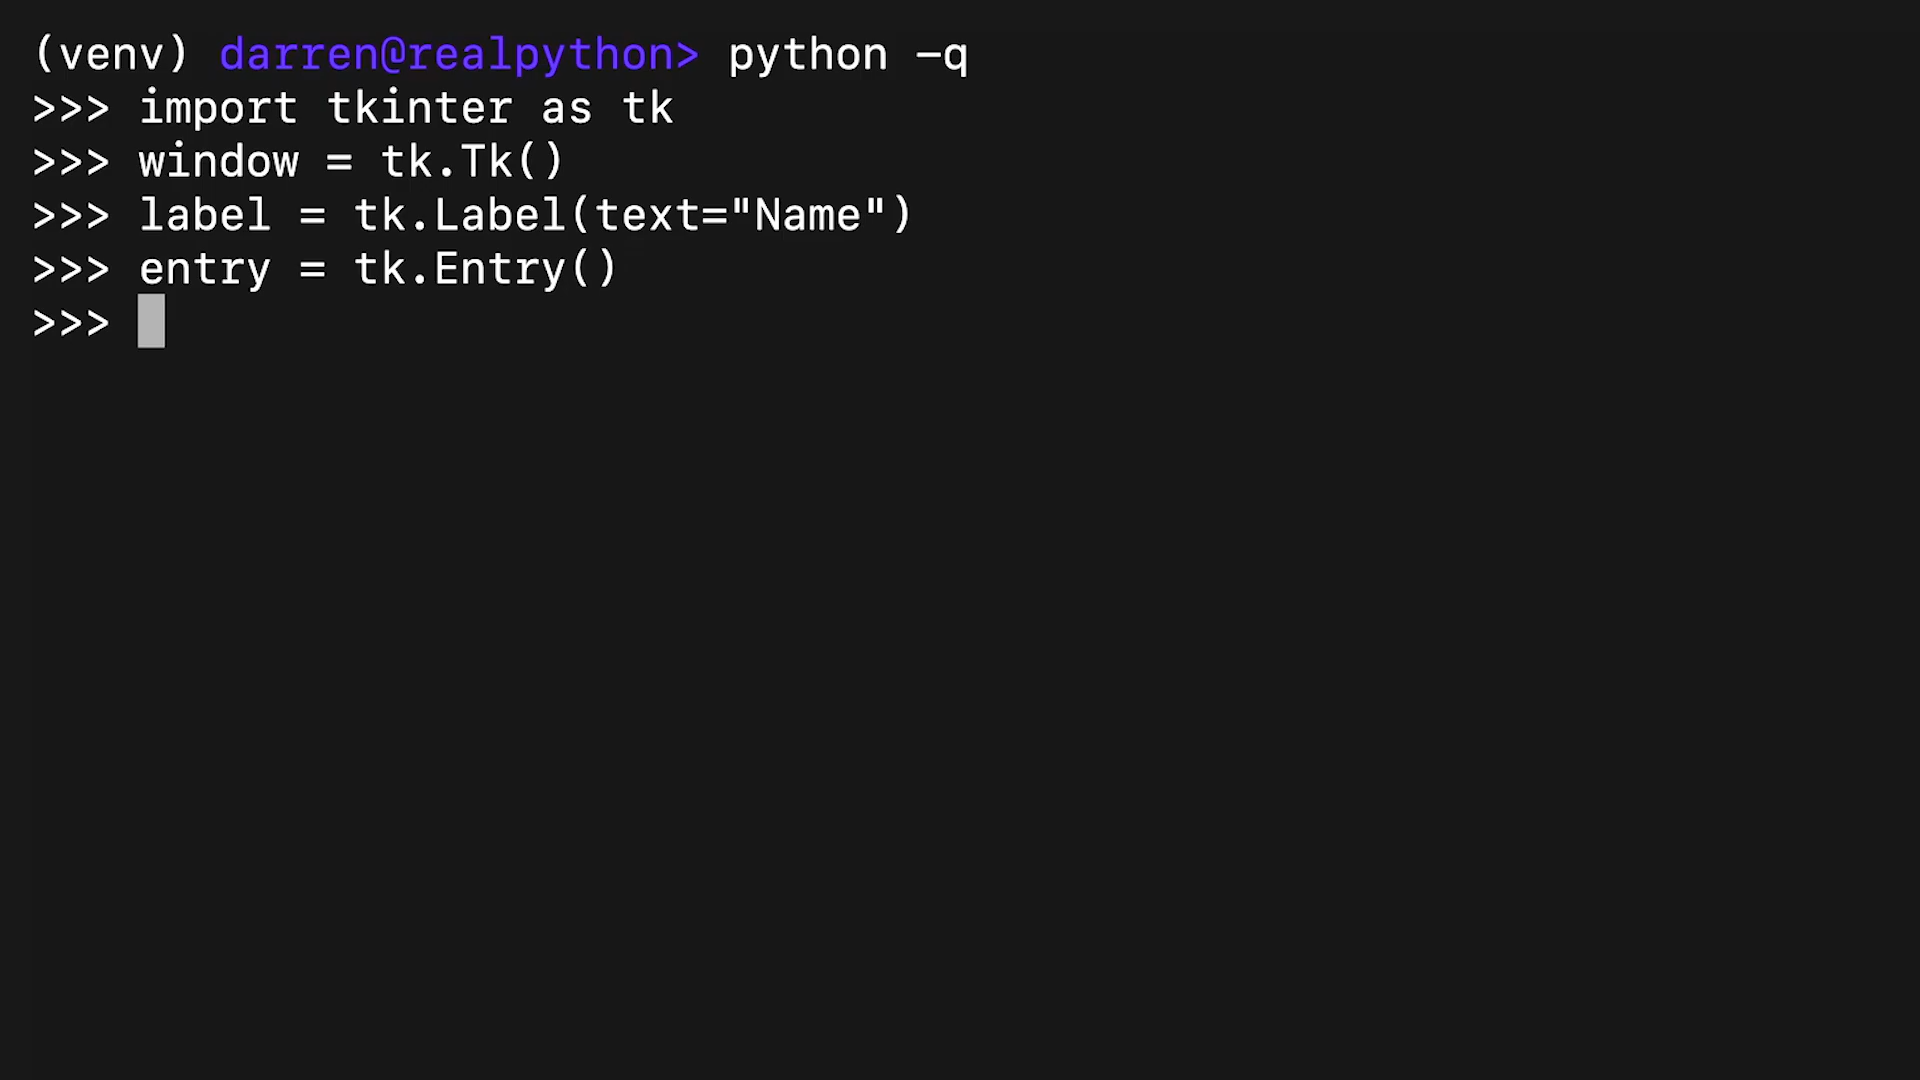 (venv) darren@realpython> python -q
>>> import tkinter as tk
>>> window = tk.Tk()
>>> label = tk.Label(text="Name")
>>> entry = tk.Entry()
>>>